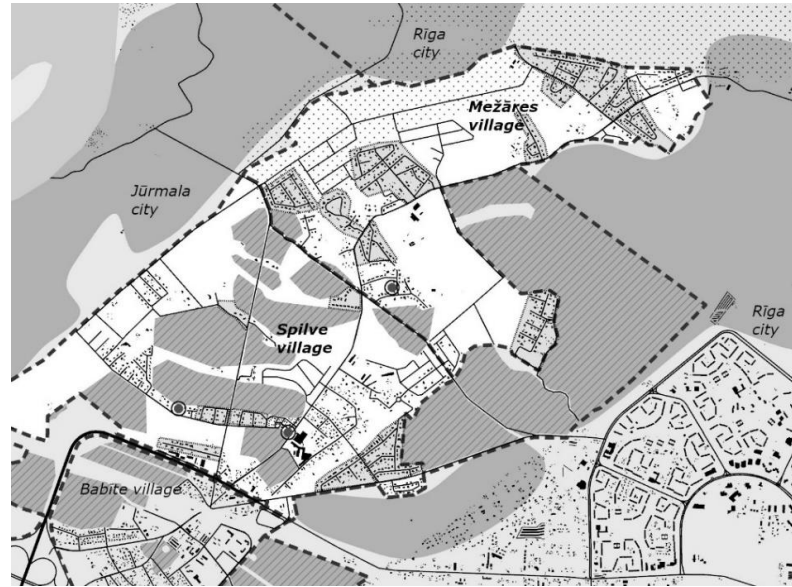 Rīga
city
Mežāres
village
Jūrmala
city
Rīga
city
Spilve
village
Babīte village